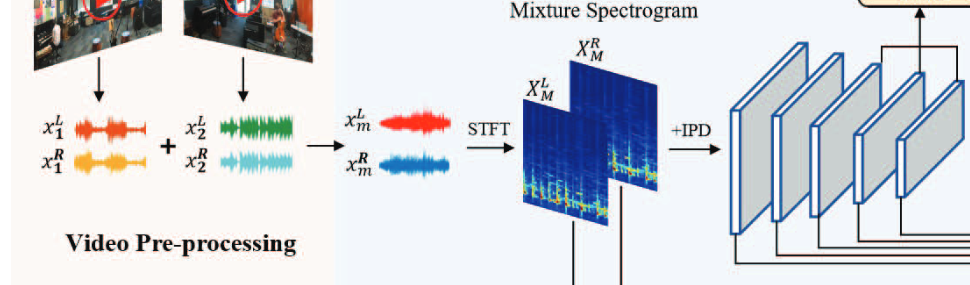 Mixture Spectrogram
X_M^R
X_M^L
x_1^L
x_2^L
x_m^L
STFT
+IPD
x_1^R
+
x_2^R
x_m^R
Video Pre-processing